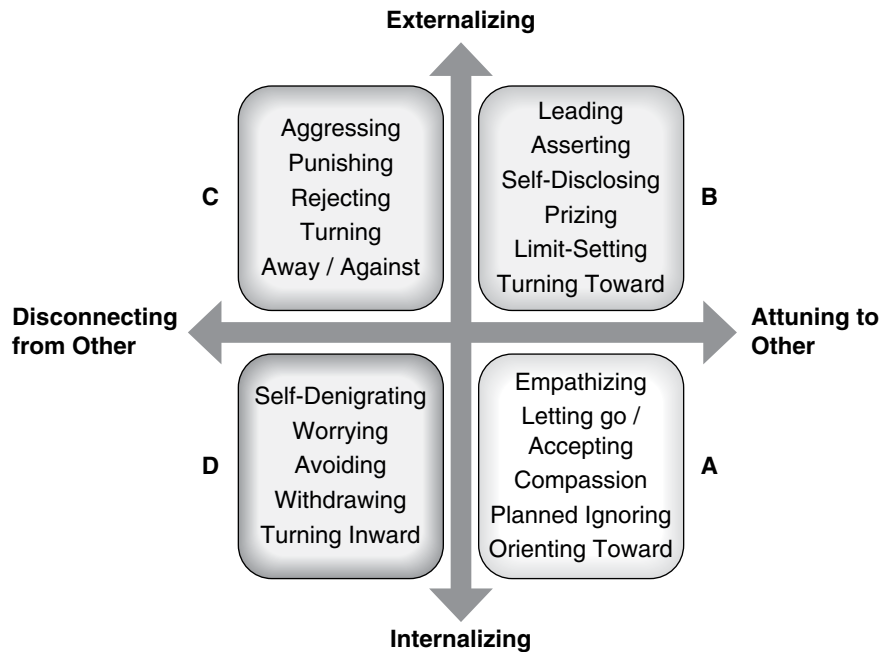 Externalizing
C
Aggressing
Punishing
Rejecting
Turning
Away / Against
Leading
Asserting
Self-Disclosing
Prizing
Limit-Setting
Turning Toward
B
Disconnecting
from Other
Attuning to
Other
D
Self-Denigrating
Worrying
Avoiding
Withdrawing
Turning Inward
Empathizing
Letting go /
Accepting
Compassion
Planned Ignoring
Orienting Toward
A
Internalizing